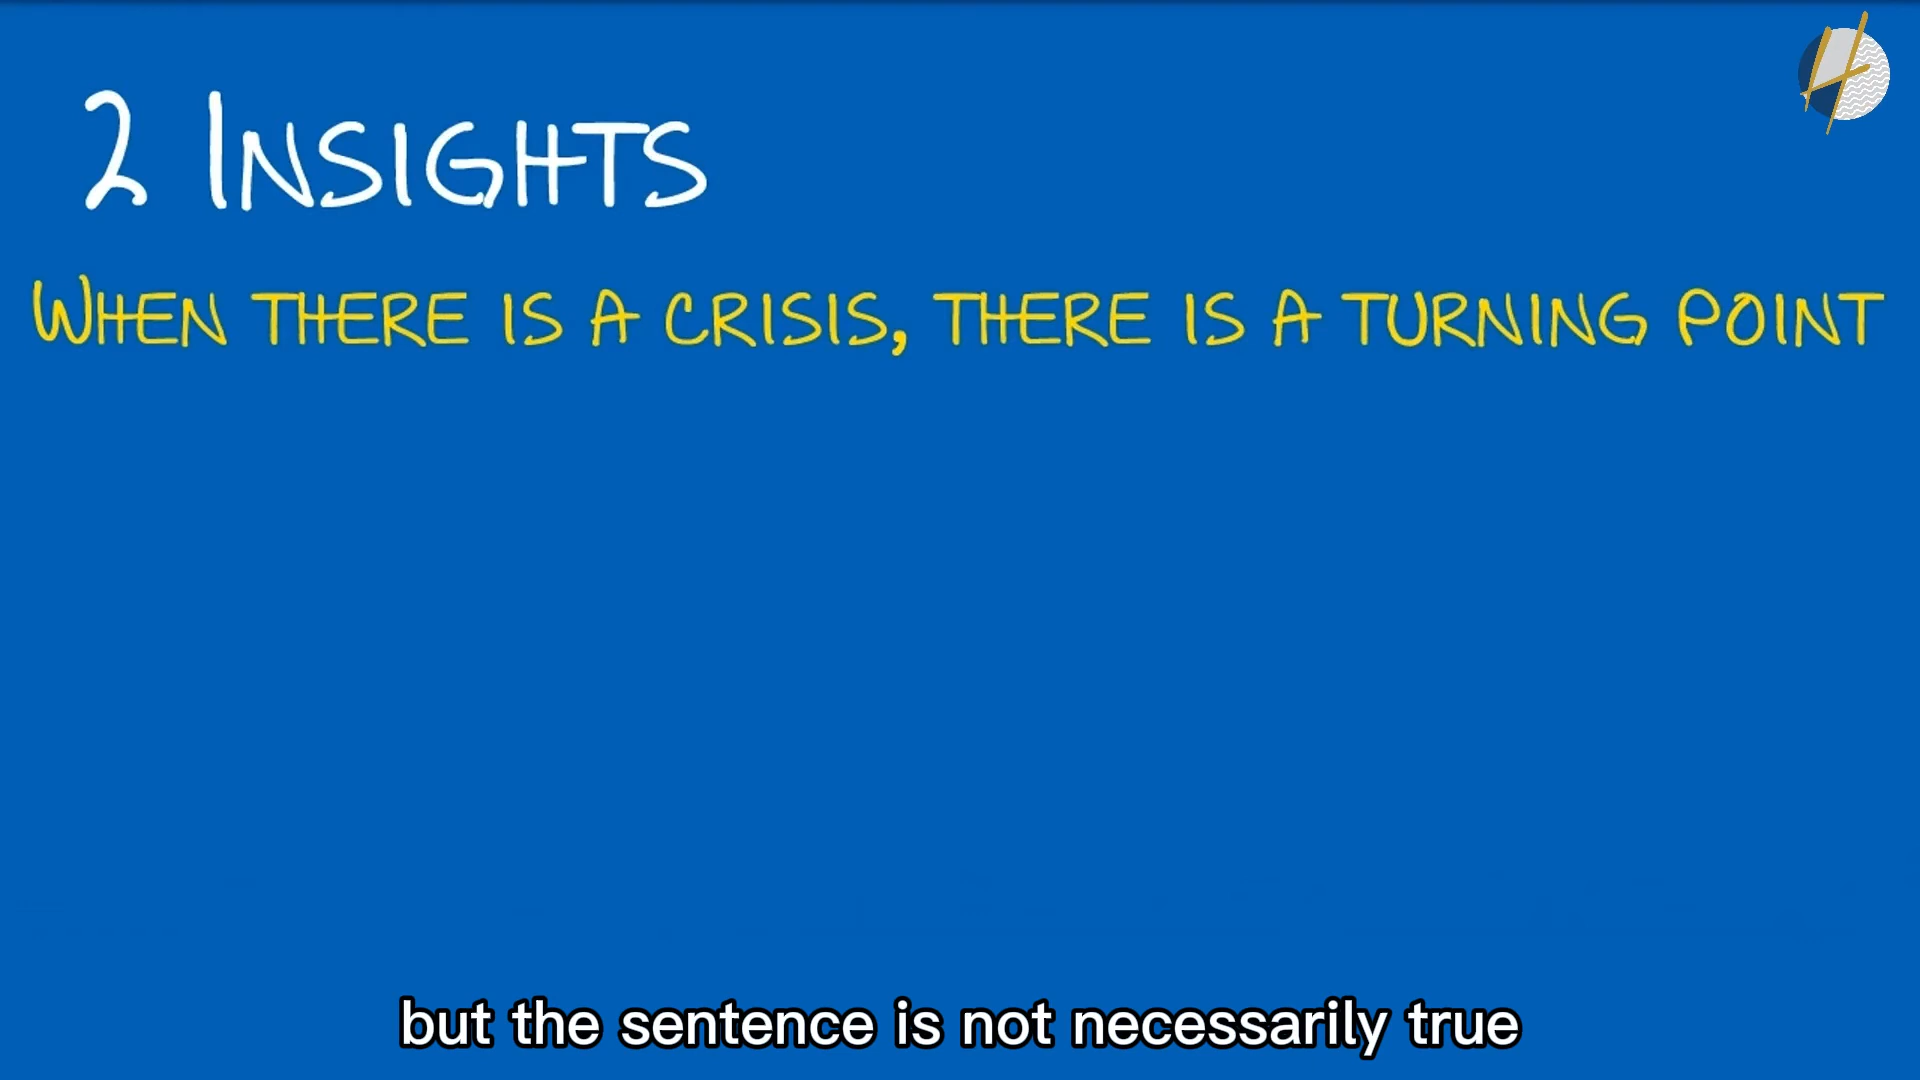 2 INSIGHTS
WHEN THERE IS A CRISIS, THERE IS A TURNING POINT
but the sentence is not necessarily true